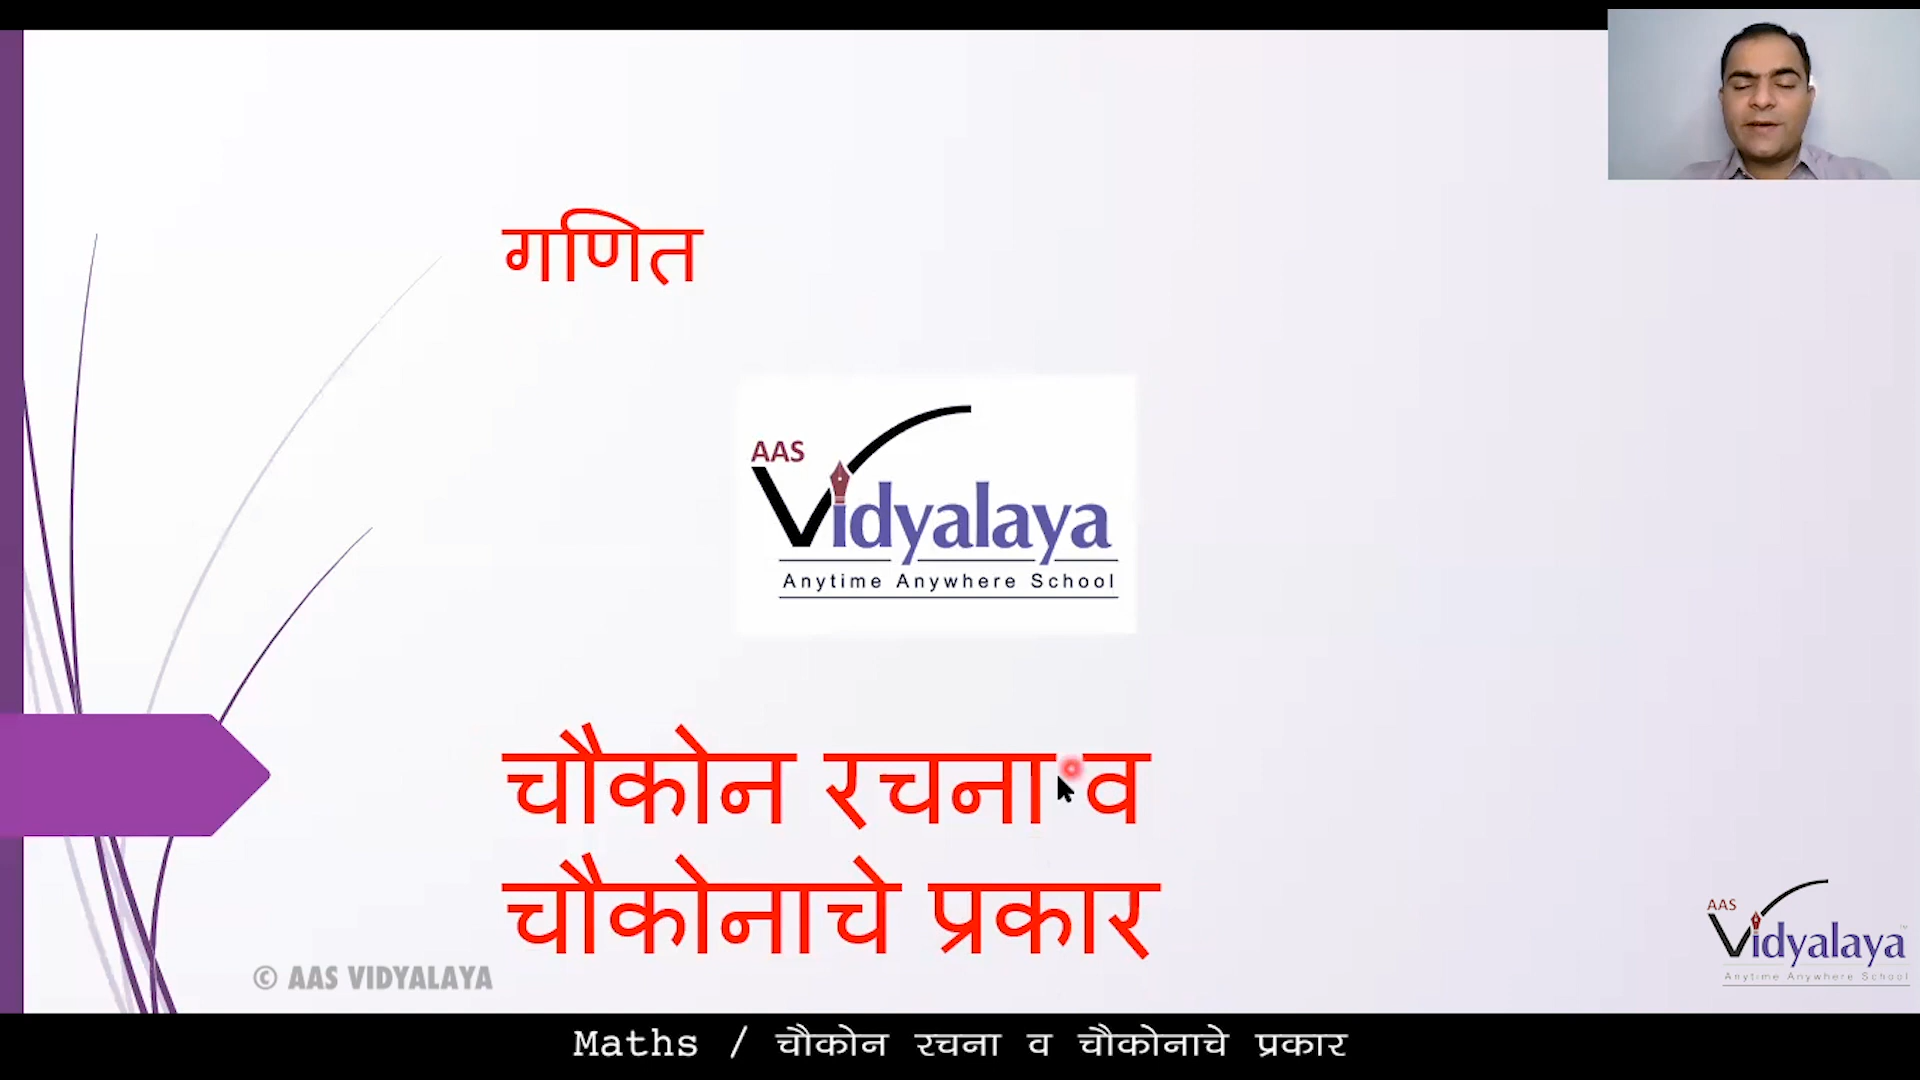 गणित
AAS
Vidyalaya
Anytime Anywhere School
चौकोन रचना व
चौकोनाचे प्रकार
© AAS VIDYALAYA
AAS
Vidyalaya
Anytime Anywhere School
Maths / चौकोन रचना व चौकोनाचे प्रकार